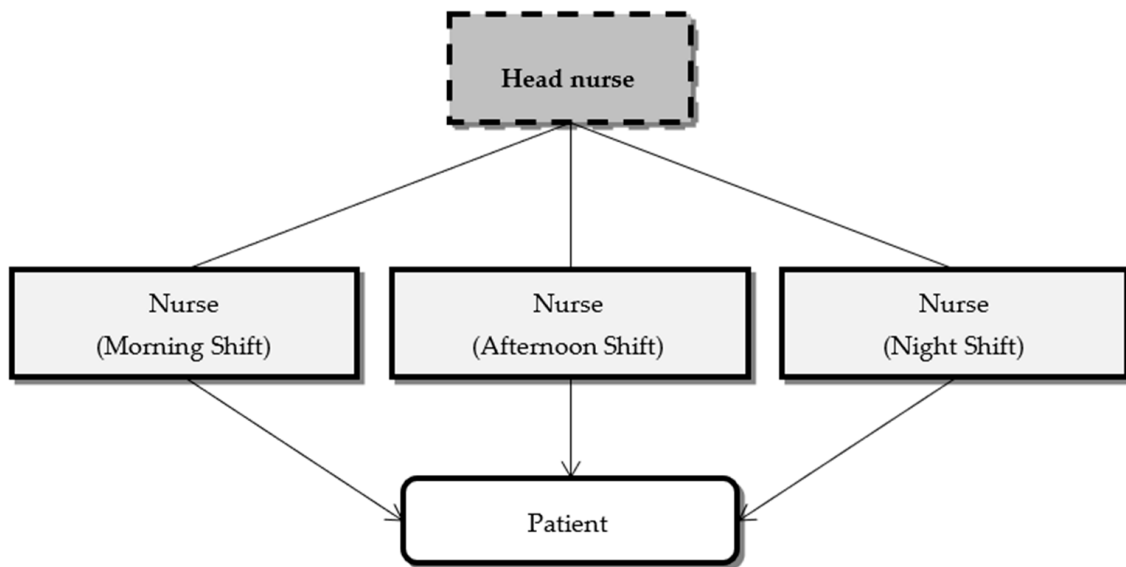 Head nurse
Nurse
(Morning Shift)
Nurse
(Afternoon Shift)
Nurse
(Night Shift)
Patient